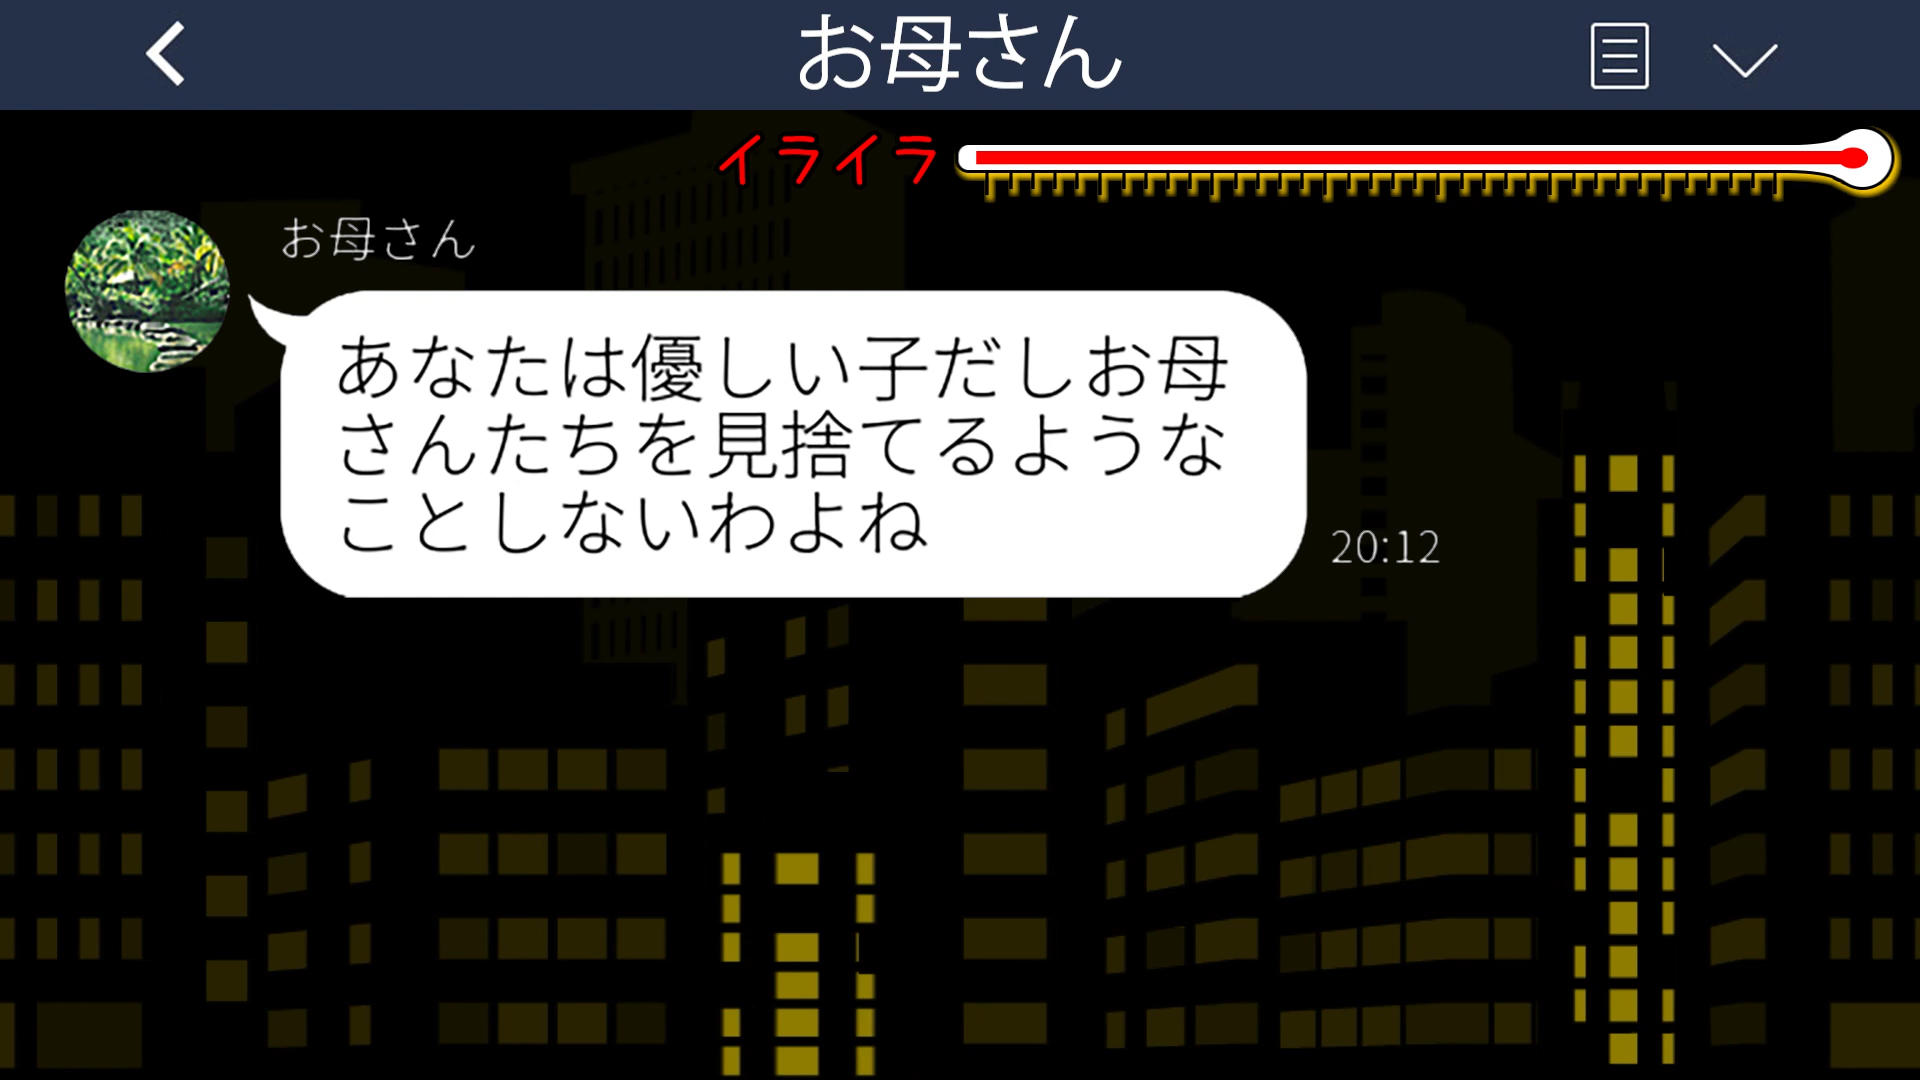 お母さん
イライラ
お母さん
あなたは優しい子だしお母
さんたちを見捨てるような
ことしないわよね
20:12